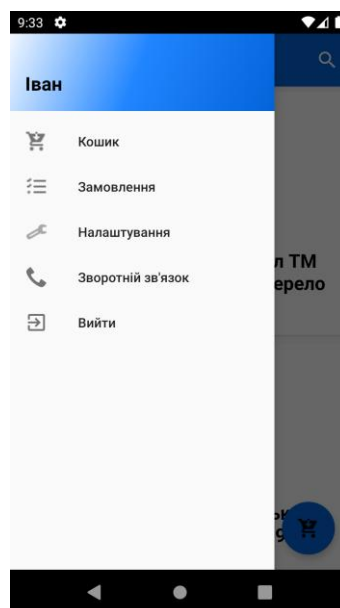 9:33
Іван
Кошик
Замовлення
Налаштування
л ТМ
ерело
Зворотній зв'язок
Вийти